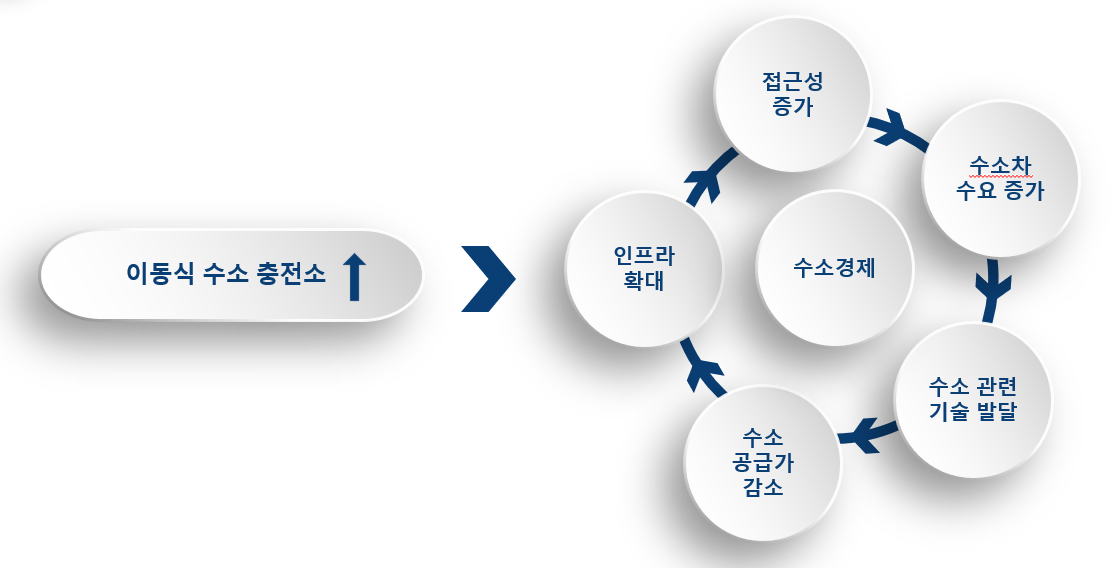 이동식 수소 충전소
접근성
증가
수소차
수요 증가
수소 관련
기술 발달
수소
공급가
감소
인프라
확대
수소경제